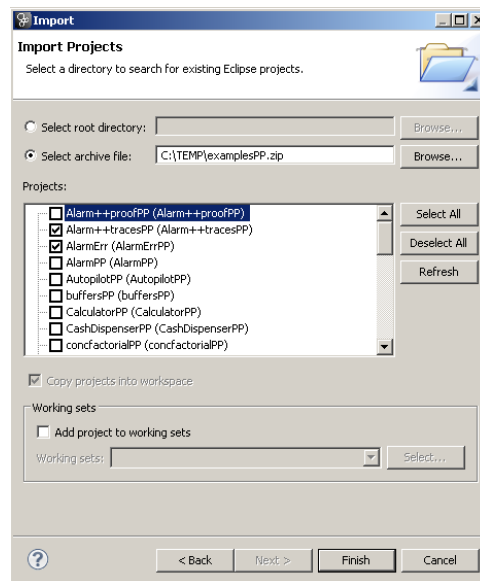 Import
Import Projects
Select a directory to search for existing Eclipse projects.
Select root directory:
Browse...
Select archive file:
C:\TEMP\examplesPP.zip
Browse...
Projects:
Alarm++proofPP (Alarm++proofPP)
Alarm++tracesPP (Alarm++tracesPP)
AlarmErr (AlarmErrPP)
AlarmPP (AlarmPP)
AutopilotPP (AutopilotPP)
buffersPP (buffersPP)
CalculatorPP (CalculatorPP)
CashDispenserPP (CashDispenserPP)
concfactorialPP (concfactorialPP)
Select All
Deselect All
Refresh
Copy projects into workspace
Working sets
Add project to working sets
Working sets:
Select...
?
< Back
Next >
Finish
Cancel